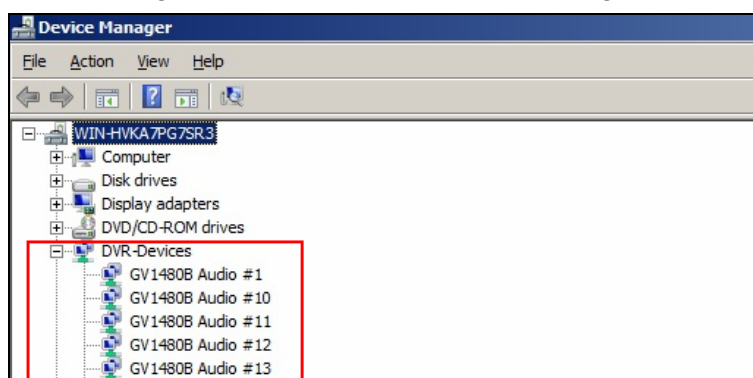 Device Manager
File Action View Help
WIN-HVKA7PG7SR3
Computer
Disk drives
Display adapters
DVD/CD-ROM drives
DVR-Devices
GV1480B Audio #1
GV1480B Audio #10
GV1480B Audio #11
GV1480B Audio #12
GV1480B Audio #13